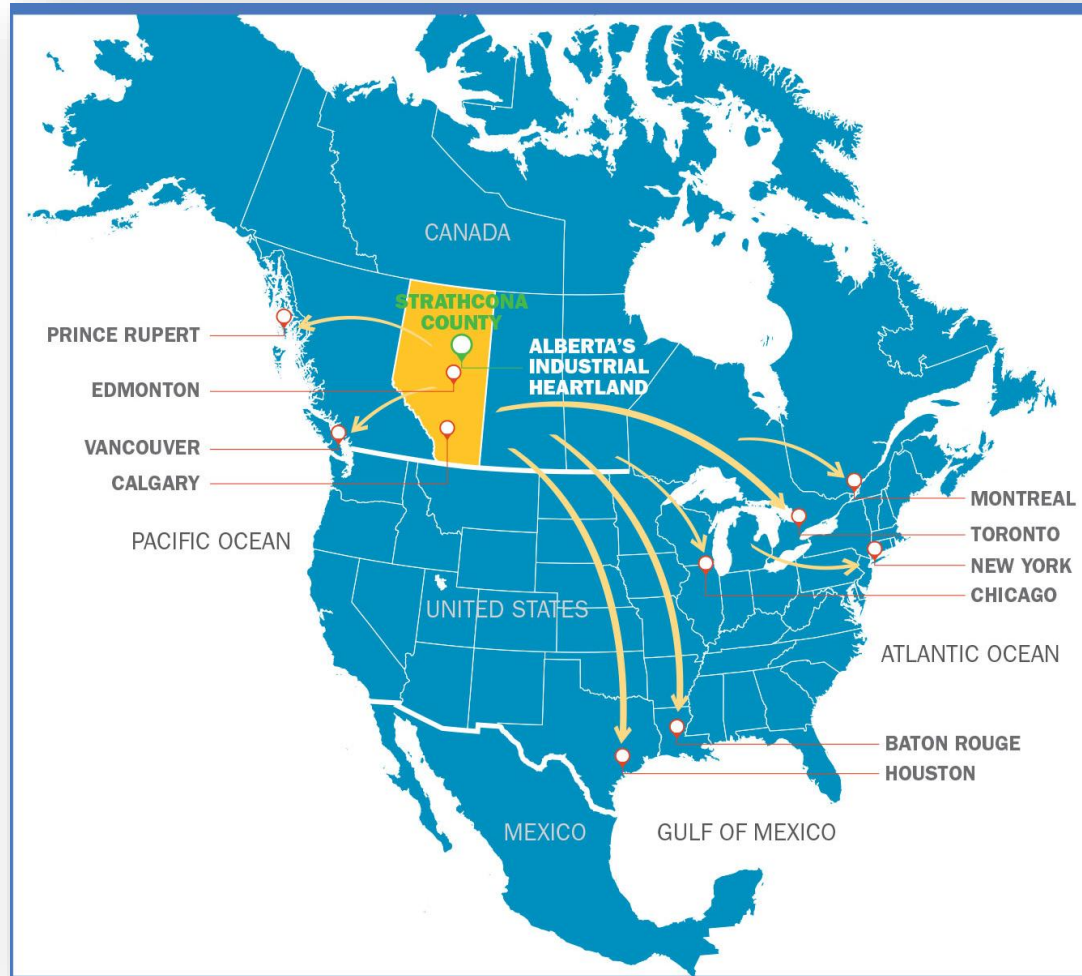 CANADA
STRATHCONA
COUNTY
PRINCE RUPERT
ALBERTA'S
INDUSTRIAL
HEARTLAND
EDMONTON
VANCOUVER
CALGARY
MONTREAL
TORONTO
PACIFIC OCEAN
NEW YORK
CHICAGO
UNITED STATES
ATLANTIC OCEAN
BATON ROUGE
HOUSTON
MEXICO
GULF OF MEXICO